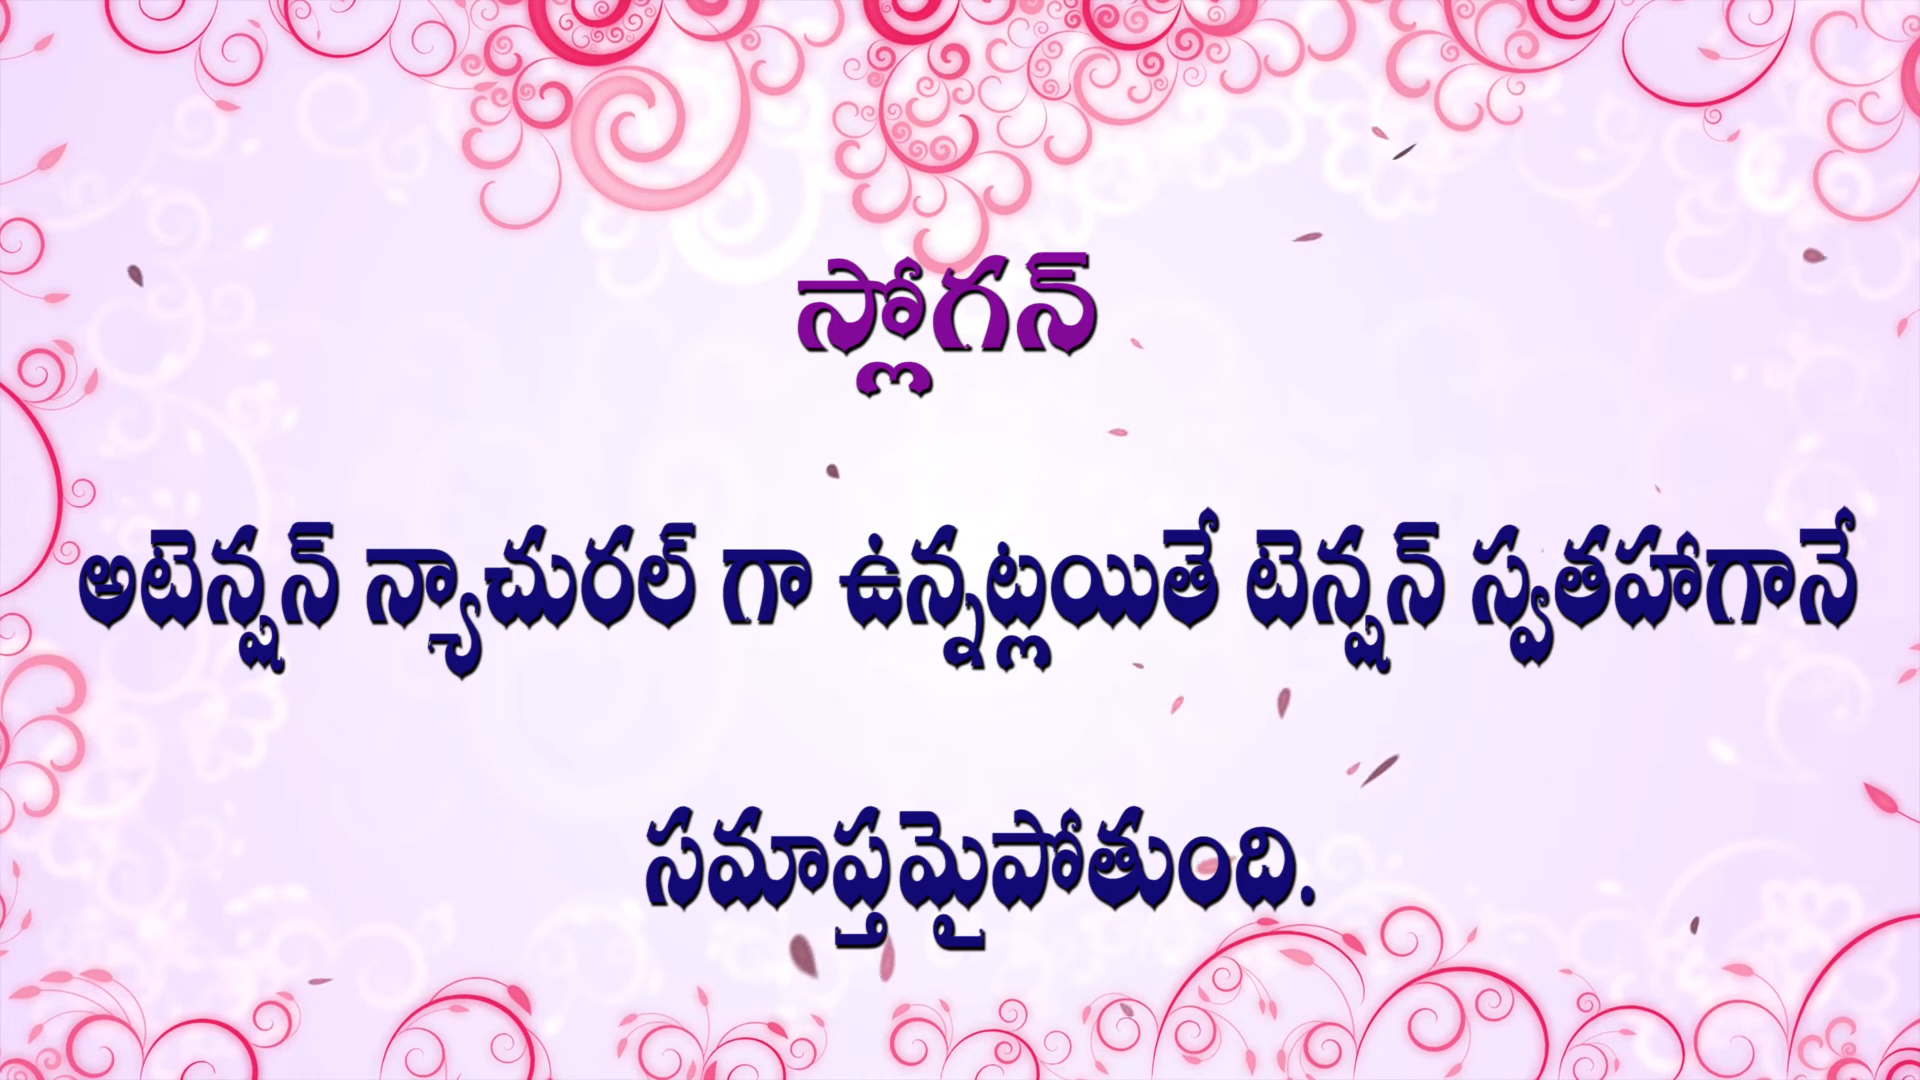 స్లోగన్
అటెన్షన్ న్యాచురల్ గా ఉన్నట్లయితే టెన్షన్ స్వతహాగానే
సమాప్తమైపోతుంది.